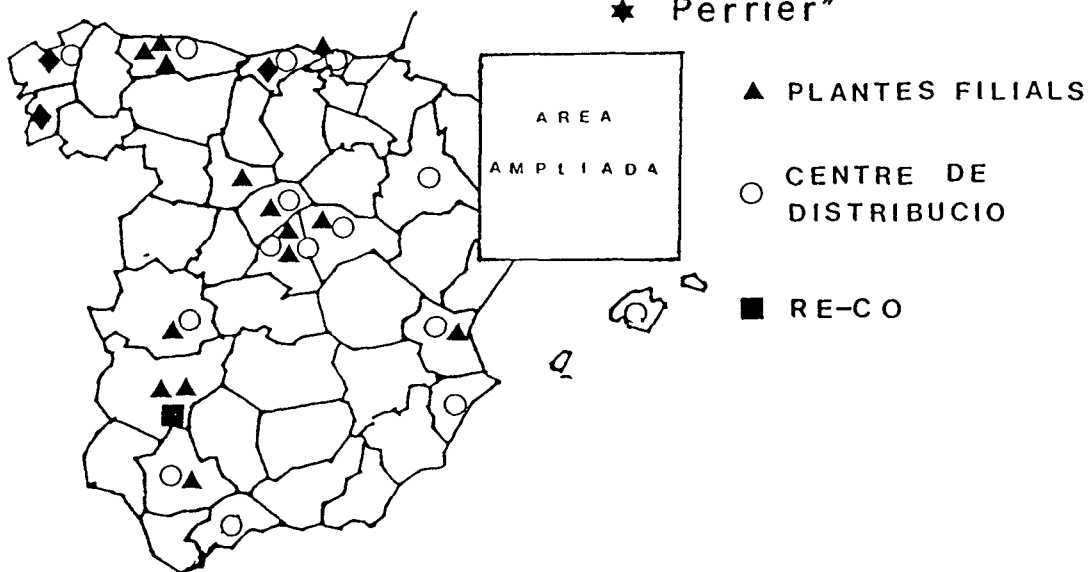 Perrier”
AREA
AMPLIADA
PLANTES FILIALS
CENTRE DE
DISTRIBUCIO
RE-CO